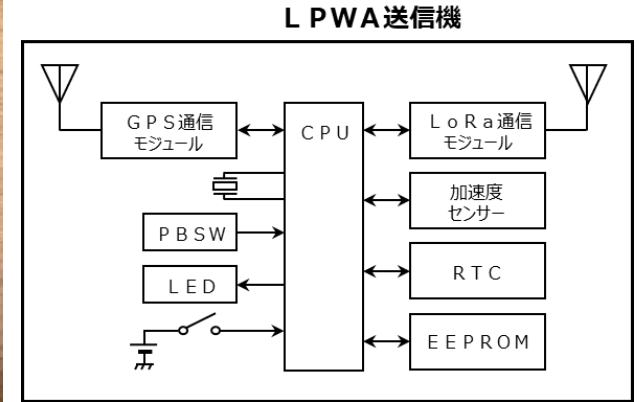 ＬＰＷＡ送信機
ＧＰＳ通信
モジュール
ＣＰＵ
ＬｏＲａ通信
モジュール
加速度
センサー
ＰＢＳＷ
ＲＴＣ
ＬＥＤ
ＥＥＰＲＯＭ